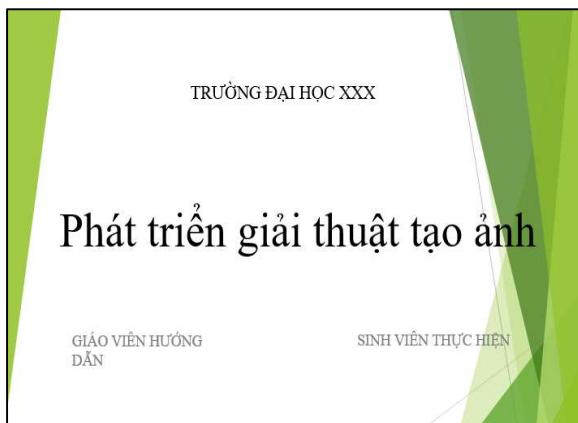 TRƯỜNG ĐẠI HỌC XXX
Phát triển giải thuật tạo ảnh
GIÁO VIÊN HƯỚNG
DẪN
SINH VIÊN THỰC HIỆN